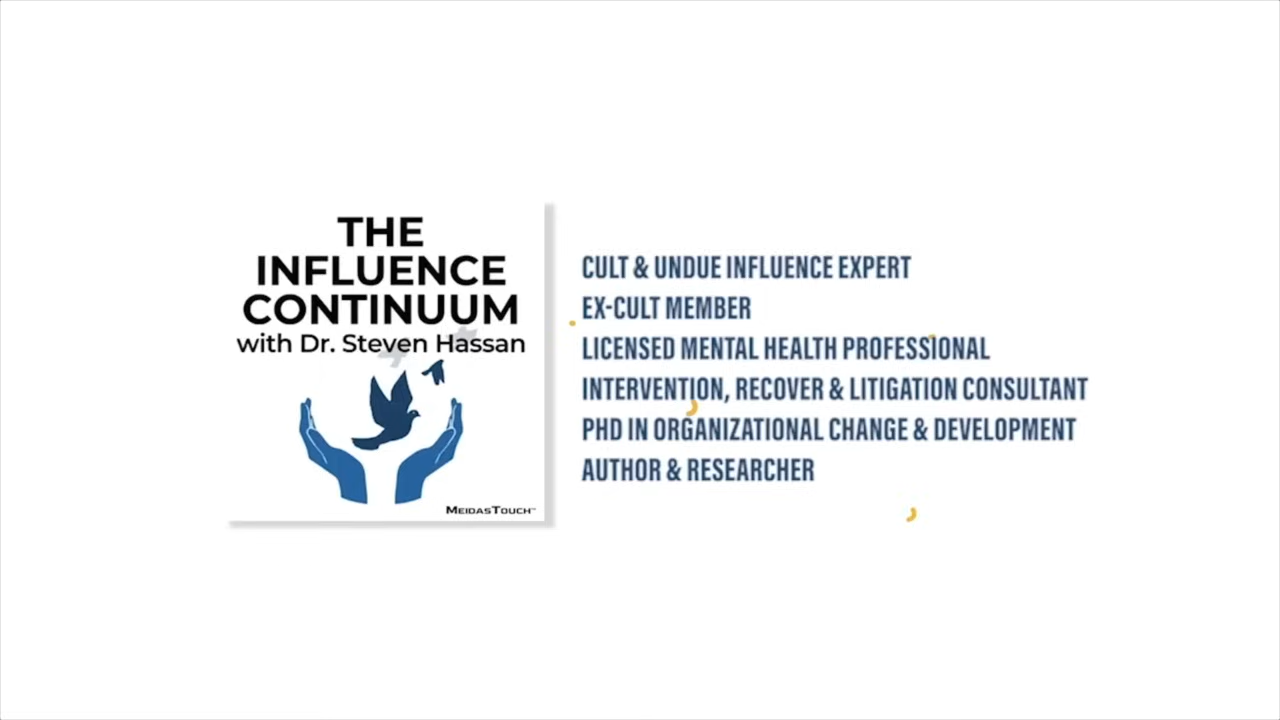 THE
INFLUENCE
CONTINUUM
with Dr. Steven Hassan
MEIDASTOUCH™
CULT & UNDUE INFLUENCE EXPERT
EX-CULT MEMBER
LICENSED MENTAL HEALTH PROFESSIONAL
INTERVENTION, RECOVER & LITIGATION CONSULTANT
PHD IN ORGANIZATIONAL CHANGE & DEVELOPMENT
AUTHOR & RESEARCHER